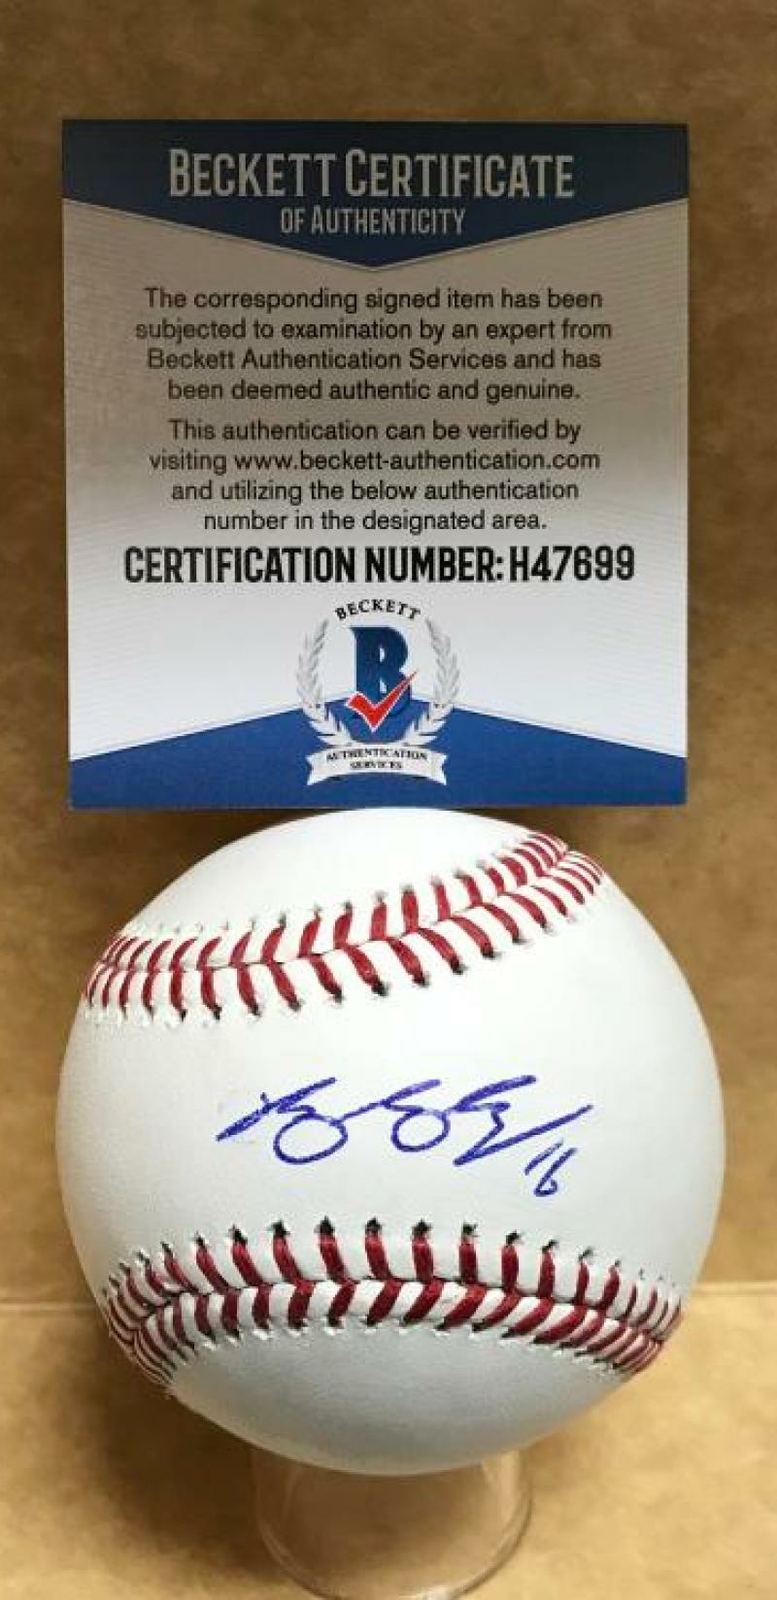 BECKETT CERTIFICATE
OF AUTHENTICITY
The corresponding signed item has been
subjected to examination by an expert from
Beckett Authentication Services and has
been deemed authentic and genuine.
This authentication can be verified by
visiting www.beckett-authentication.com
and utilizing the below authentication
number in the designated area.
CERTIFICATION NUMBER: H47699
BECKETT
B
AUTHENTICATION
SERVICES
16